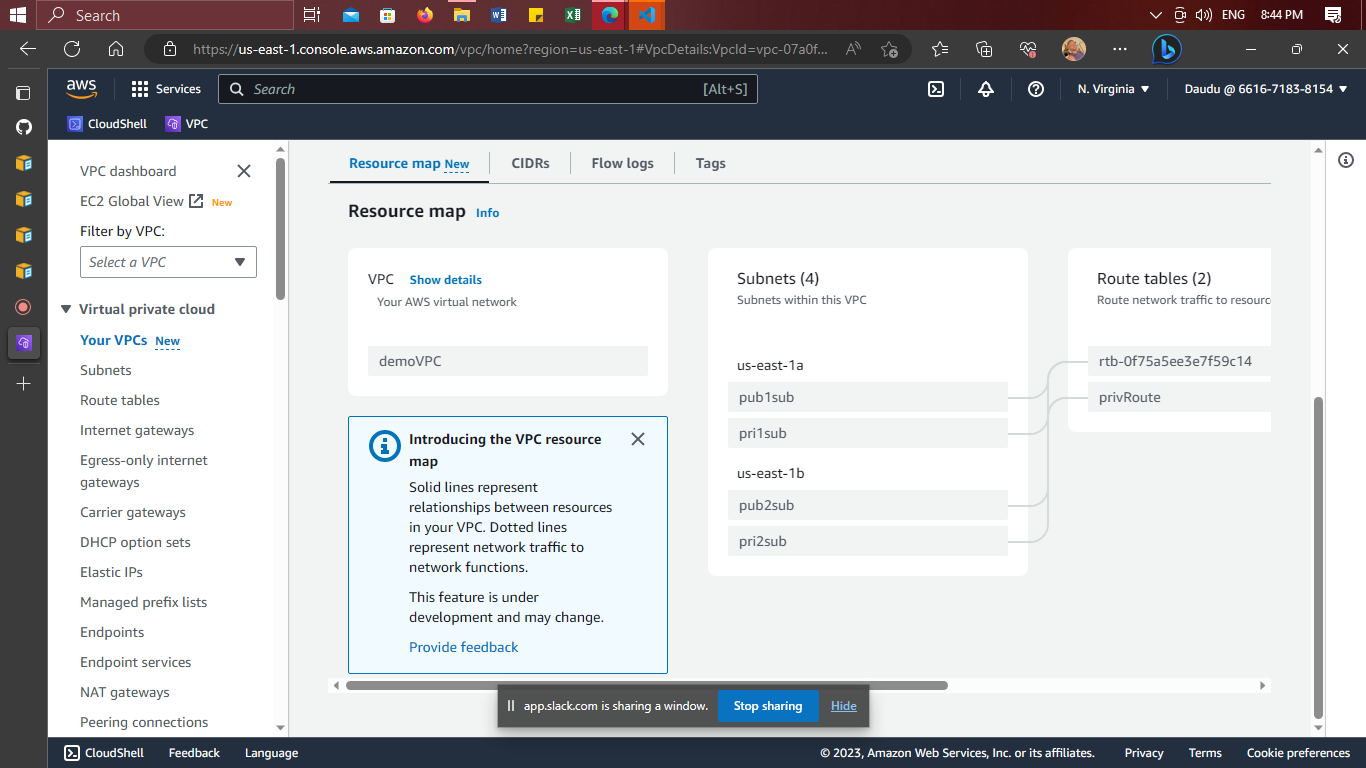 Search
ENG
8:44 PM
https://us-east-1.console.aws.amazon.com/vpc/home?region=us-east-1#VpcDetails:VpcId=vpc-07a0f...
aws
Services
Search
[Alt+S]
N. Virginia
Daudu @ 6616-7183-8154
CloudShell
VPC
VPC dashboard
EC2 Global View
New
Filter by VPC:
Select a VPC
Virtual private cloud
Your VPCs New
Subnets
Route tables
Internet gateways
Egress-only internet
gateways
Carrier gateways
DHCP option sets
Elastic IPs
Managed prefix lists
Endpoints
Endpoint services
NAT gateways
Peering connections
Resource map New
CIDRs
Flow logs
Tags
Resource map Info
VPC Show details
Your AWS virtual network
demoVPC
Introducing the VPC resource
map
Solid lines represent
relationships between resources
in your VPC. Dotted lines
represent network traffic to
network functions.
This feature is under
development and may change.
Provide feedback
Subnets (4)
Subnets within this VPC
us-east-1a
pub1sub
pri1sub
us-east-1b
pub2sub
pri2sub
Route tables (2)
Route network traffic to resourc
rtb-0f75a5ee3e7f59c14
privRoute
app.slack.com is sharing a window.
Stop sharing
Hide
CloudShell
Feedback
Language
© 2023, Amazon Web Services, Inc. or its affiliates.
Privacy
Terms
Cookie preferences